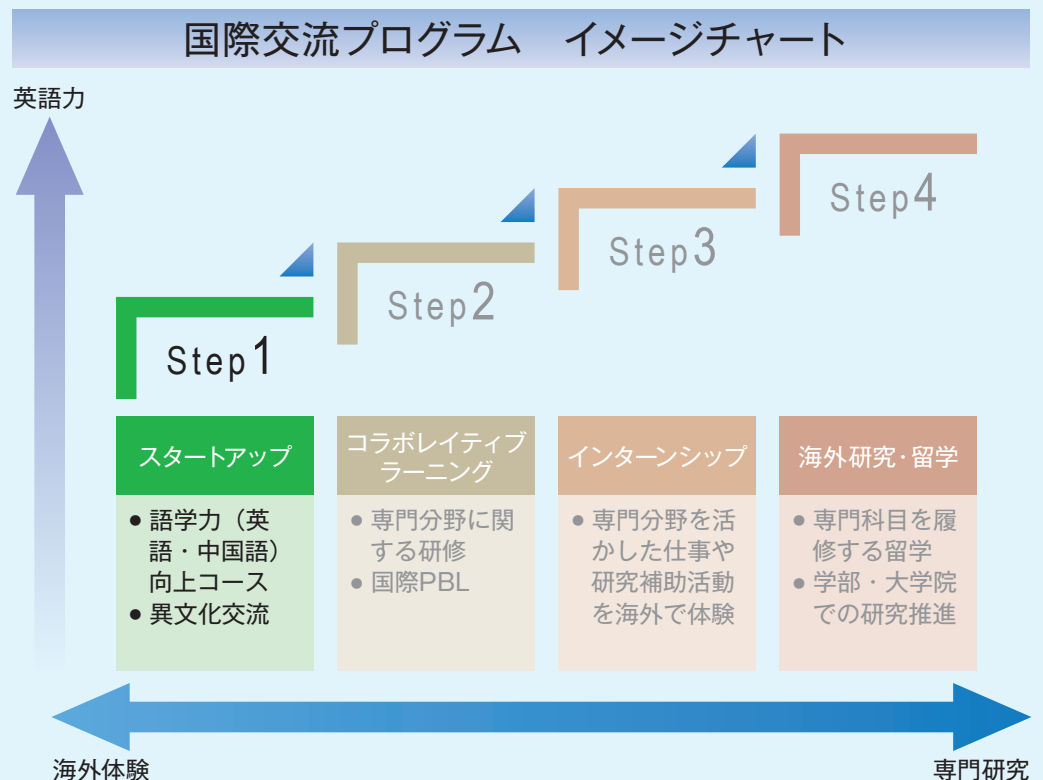 国際交流プログラム　イメージチャート
英語力
Step1
Step2
Step3
Step4
スタートアップ
● 語学力（英
語・中国語）
向上コース
● 異文化交流
コラボレイティブ
ラーニング
● 専門分野に関
する研修
● 国際PBL
インターンシップ
● 専門分野を活
かした仕事や
研究補助活動
を海外で体験
海外研究・留学
● 専門科目を履
修する留学
● 学部・大学院
での研究推進
海外体験
専門研究